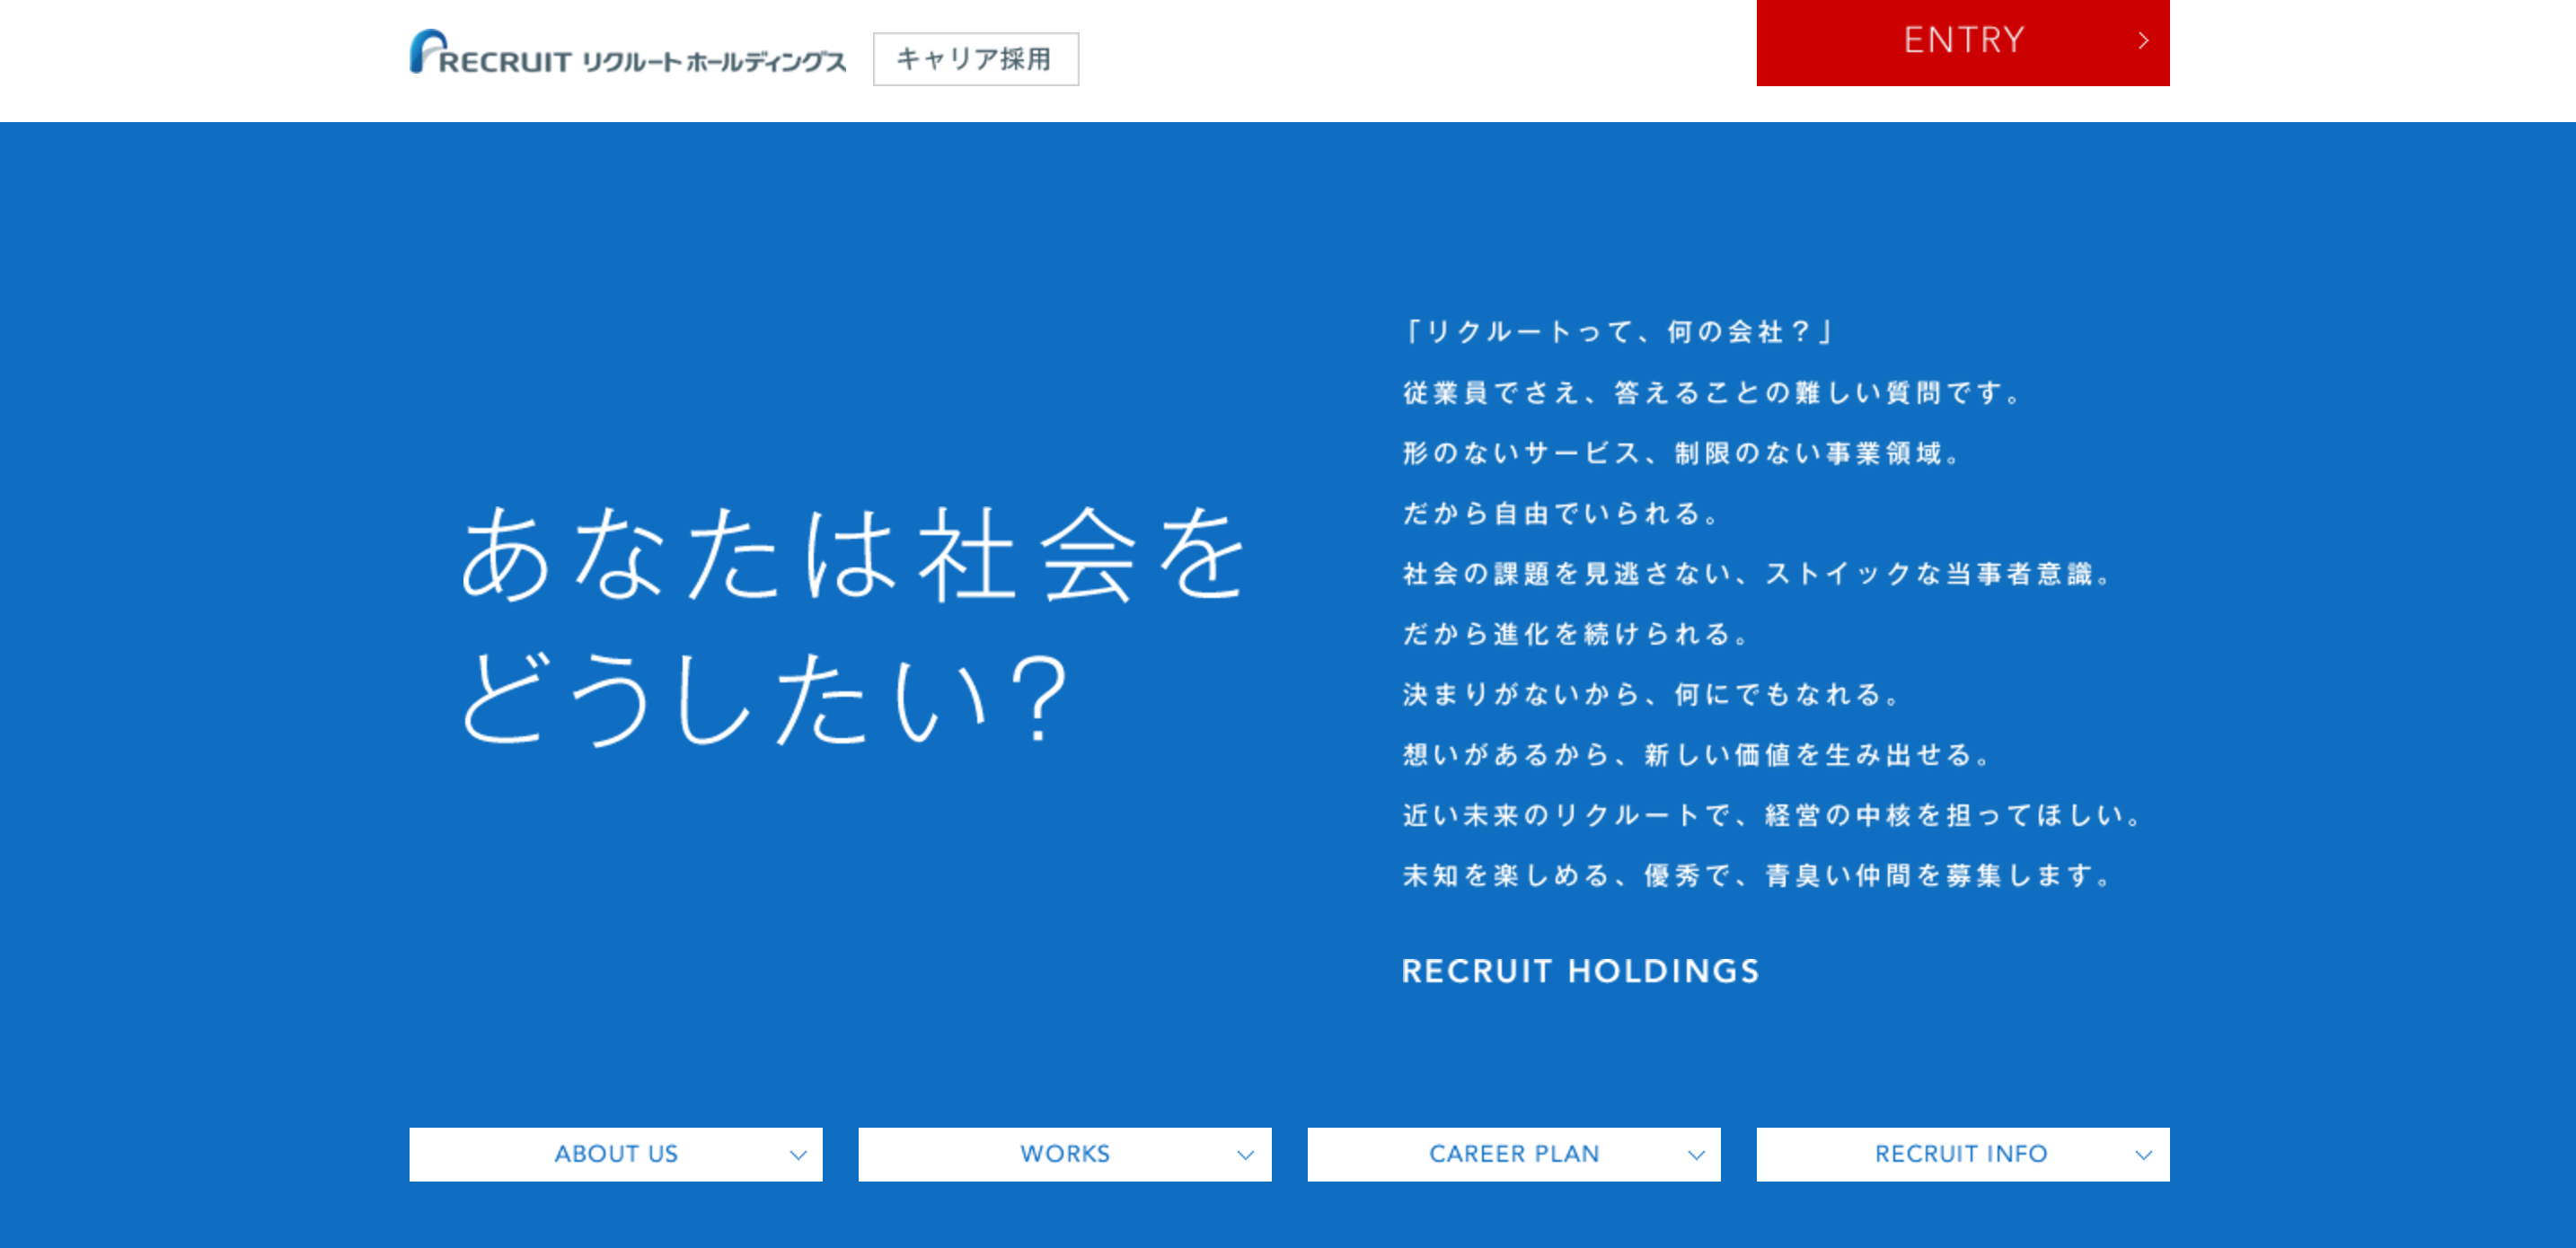 RECRUIT リクルート ホールディングス
キャリア採用
ENTRY
あなたは社会を
どうしたい?
「リクルートって、何の会社?」
従業員でさえ、答えることの難しい質問です。
形のないサービス、制限のない事業領域。
だから自由でいられる。
社会の課題を見逃さない、ストイックな当事者意識。
だから進化を続けられる。
決まりがないから、何にでもなれる。
想いがあるから、新しい価値を生み出せる。
近い未来のリクルートで、経営の中核を担ってほしい。
未知を楽しめる、優秀で、青臭い仲間を募集します。
RECRUIT HOLDINGS
ABOUT US
WORKS
CAREER PLAN
RECRUIT INFO